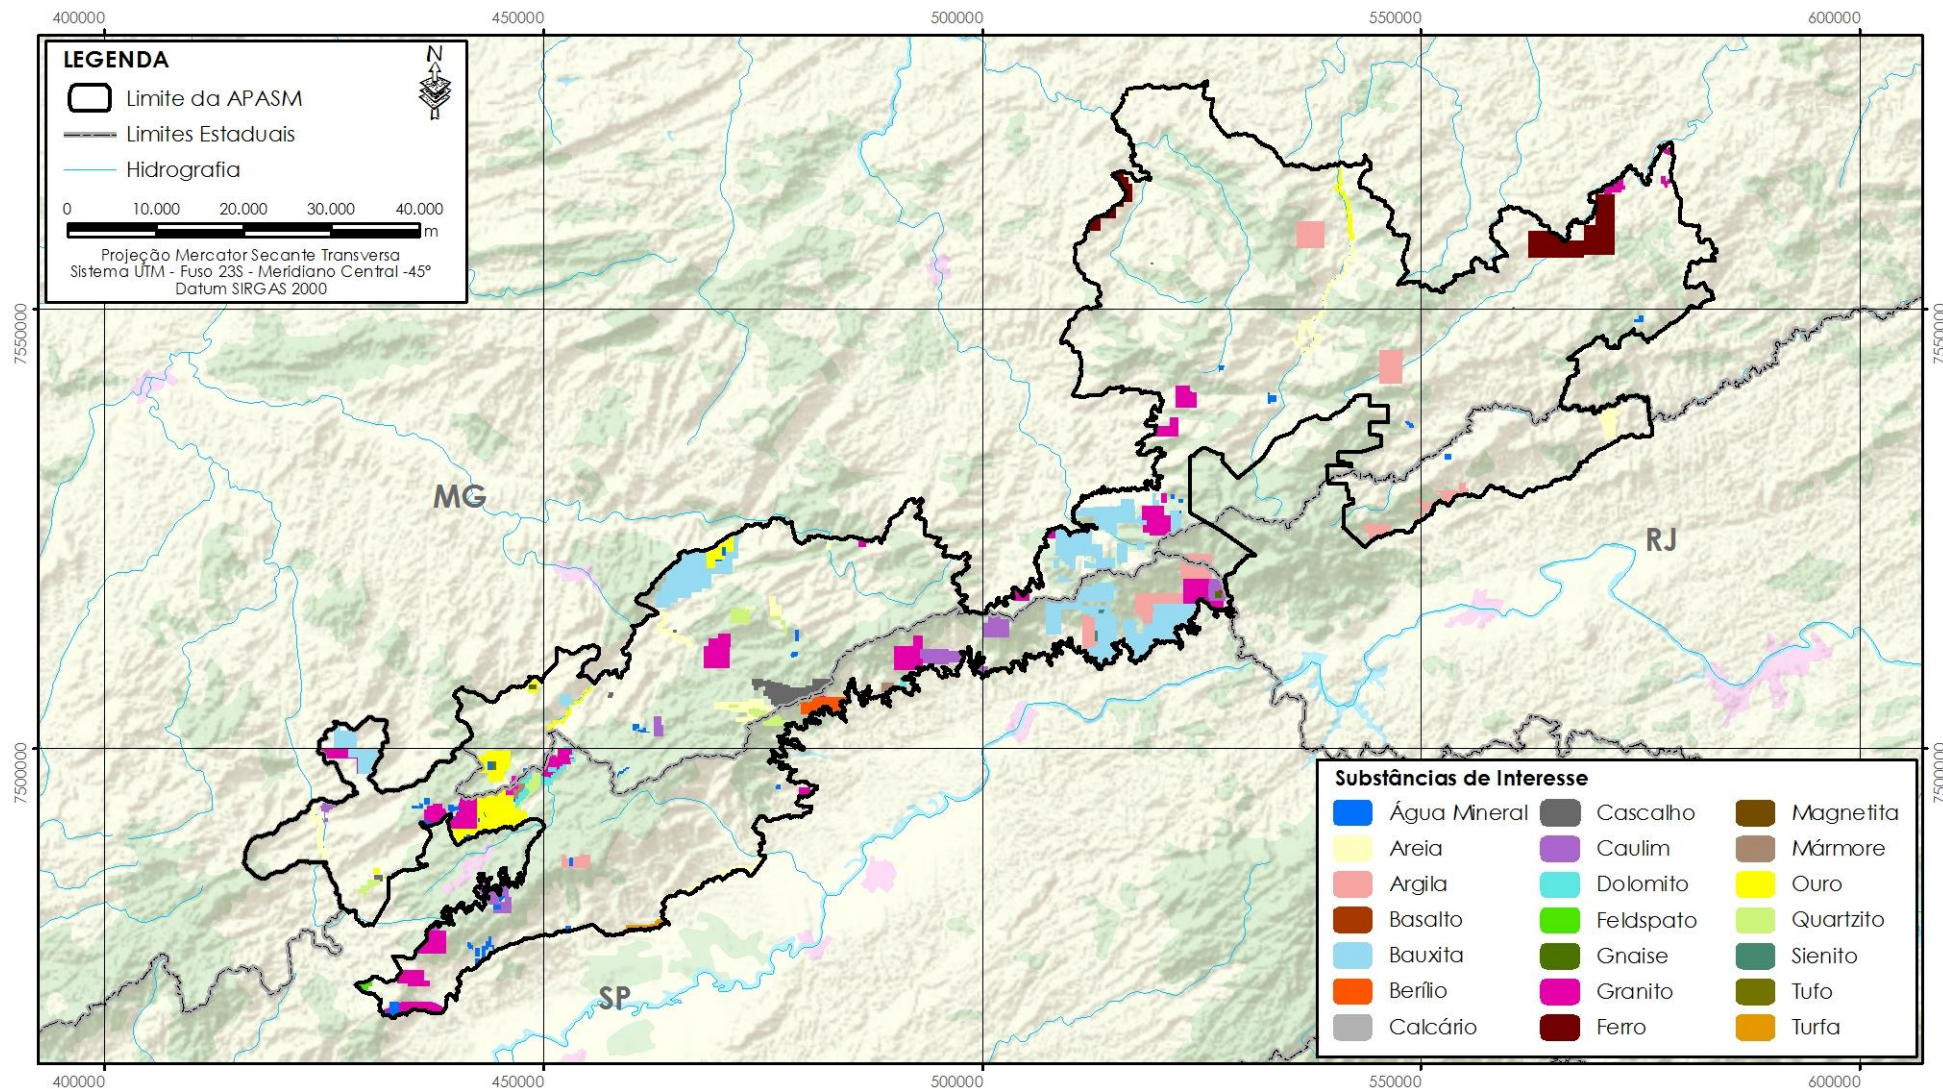 400000
450000
500000
550000
600000
LEGENDA
N
Limite da APASM
Limites Estaduais
Hidrografia
0
10.000
20.000
30.000
40.000
m
Projeção Mercator Secante Transversa
Sistema UTM - Fuso 23S - Meridiano Central -45°
Datum SIRGAS 2000
7550000
7550000
MG
RJ
7500000
7500000
SP
Substâncias de Interesse
Água Mineral
Cascalho
Magnetita
Areia
Caulim
Mármore
Argila
Dolomito
Ouro
Basalto
Feldspato
Quartzito
Bauxita
Gnaise
Sienito
Berílio
Granito
Tufo
Calcário
Ferro
Turfa
400000
450000
500000
550000
600000